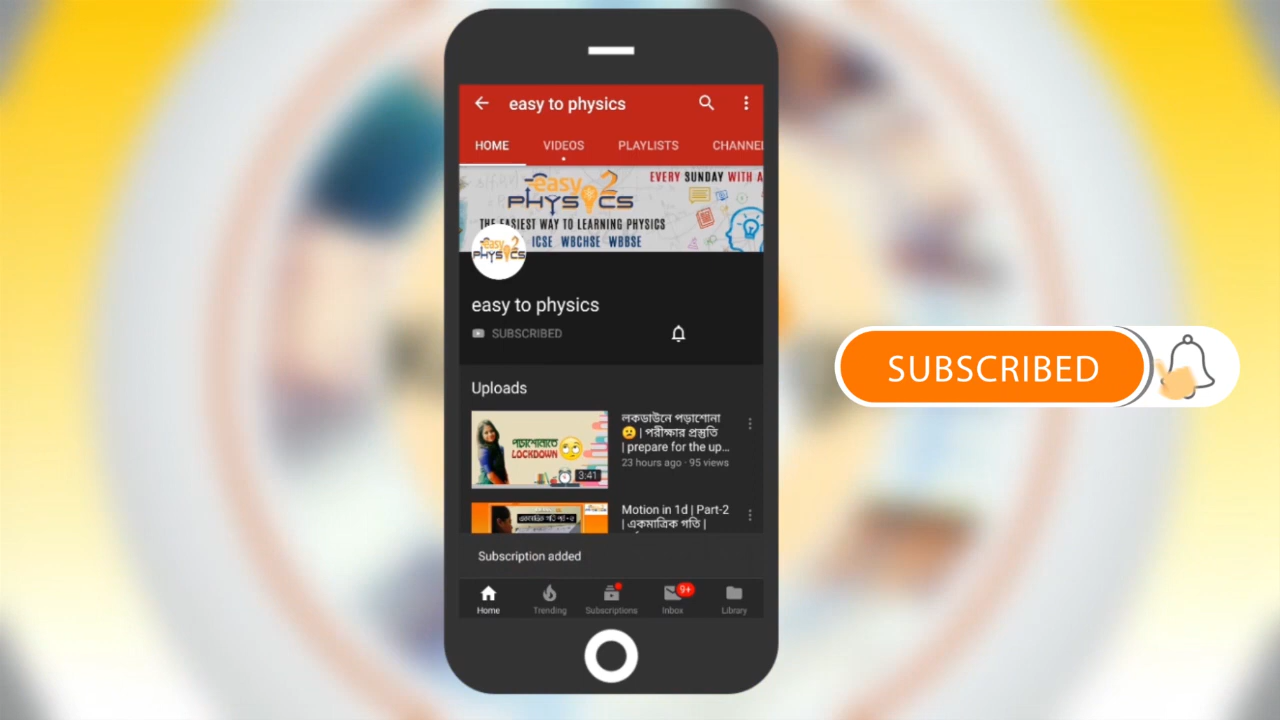 easy to physics
HOME VIDEOS PLAYLISTS CHANNEL
easy 2
PHYSICS
EVERY SUNDAY WITH A
THE EASIEST WAY TO LEARNING PHYSICS
ICSE WBCHSE WBBSE
easy 2
PHYSICS
easy to physics
SUBSCRIBED
SUBSCRIBED
Uploads
পড়াশোনাতে
LOCKDOWN
3:41
লকডাউনে পড়াশোনা
😕 | পরীক্ষার প্রস্তুতি
| prepare for the up...
23 hours ago · 95 views
Motion in 1d | Part-2
| একমাত্রিক গতি |
Subscription added
9+
Home Trending Subscriptions Inbox Library